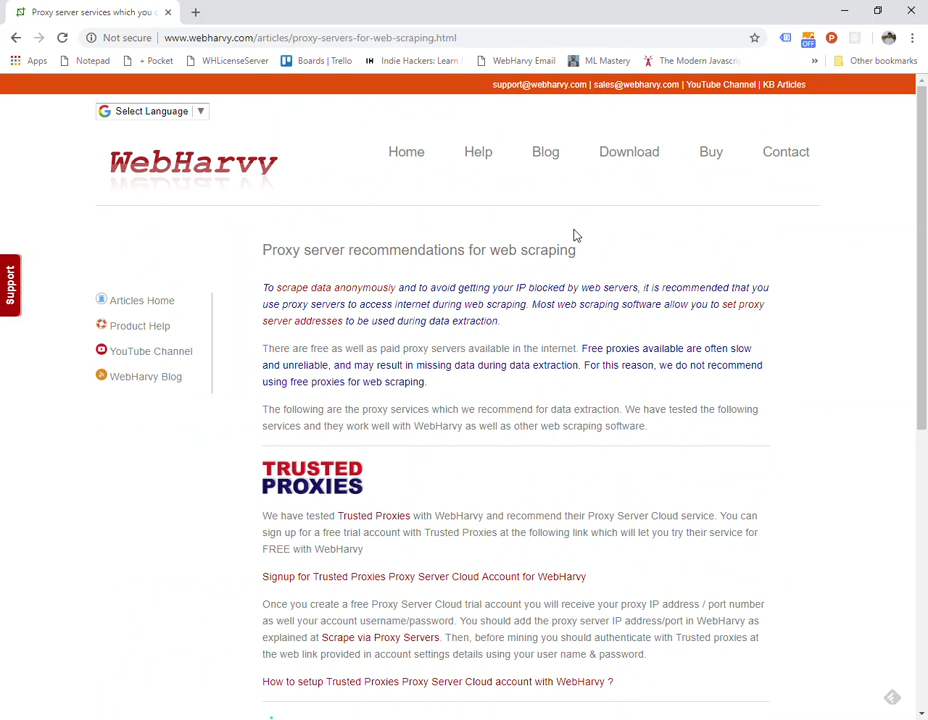 Proxy server services which you c
Not secure | www.webharvy.com/articles/proxy-servers-for-web-scraping.html
OFF
P
Apps Notepad + Pocket WHLicenseServer Boards | Trello IH Indie Hackers: Learn WebHarvy Email ML Mastery The Modern Javascr » Other bookmarks
support@webharvy.com | sales@webharvy.com | YouTube Channel | KB Articles
G Select Language ▼
WebHarvy
Home Help Blog Download Buy Contact
Support
Proxy server recommendations for web scraping
To scrape data anonymously and to avoid getting your IP blocked by web servers, it is recommended that you
use proxy servers to access internet during web scraping. Most web scraping software allow you to set proxy
server addresses to be used during data extraction.
Articles Home
Product Help
YouTube Channel
WebHarvy Blog
There are free as well as paid proxy servers available in the internet. Free proxies available are often slow
and unreliable, and may result in missing data during data extraction. For this reason, we do not recommend
using free proxies for web scraping.
The following are the proxy services which we recommend for data extraction. We have tested the following
services and they work well with WebHarvy as well as other web scraping software.
TRUSTED
PROXIES
We have tested Trusted Proxies with WebHarvy and recommend their Proxy Server Cloud service. You can
sign up for a free trial account with Trusted Proxies at the following link which will let you try their service for
FREE with WebHarvy
Signup for Trusted Proxies Proxy Server Cloud Account for WebHarvy
Once you create a free Proxy Server Cloud trial account you will receive your proxy IP address / port number
as well your account username/password. You should add the proxy server IP address/port in WebHarvy as
explained at Scrape via Proxy Servers. Then, before mining you should authenticate with Trusted proxies at
the web link provided in account settings details using your user name & password.
How to setup Trusted Proxies Proxy Server Cloud account with WebHarvy ?